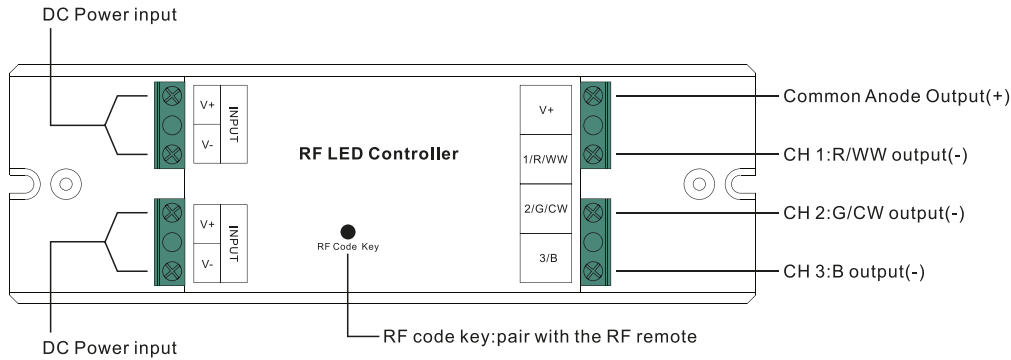 DC Power input
V+
V-
INPUT
RF LED Controller
V+
1/R/WW
2/G/CW
3/B
Common Anode Output(+)
CH 1:R/WW output(-)
CH 2:G/CW output(-)
CH 3:B output(-)
V+
V-
INPUT
RF Code Key
RF code key:pair with the RF remote
DC Power input